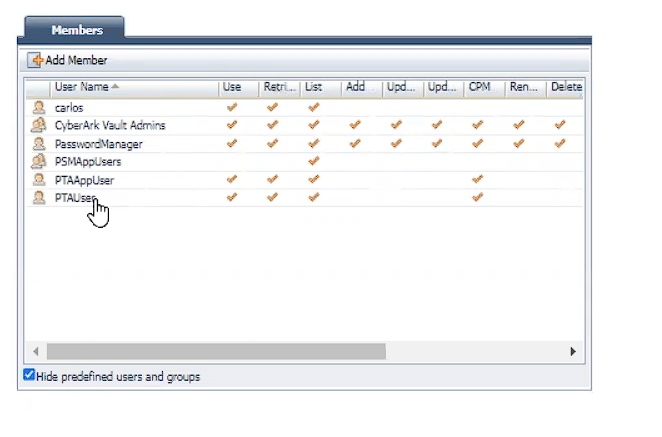 Members
Add Member
User Name Use Retri... List Add Upd... Upd... CPM Ren... Delete
carlos
CyberArk Vault Admins
PasswordManager
PSMAppUsers
PTAAppUser
PTAUser
Hide predefined users and groups